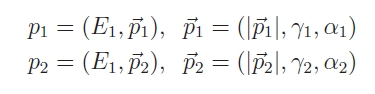 p₁ = (E₁, p⃗₁), p⃗₁ = (|p⃗₁|, γ₁, α₁)
p₂ = (E₁, p⃗₂), p⃗₂ = (|p⃗₂|, γ₂, α₂)